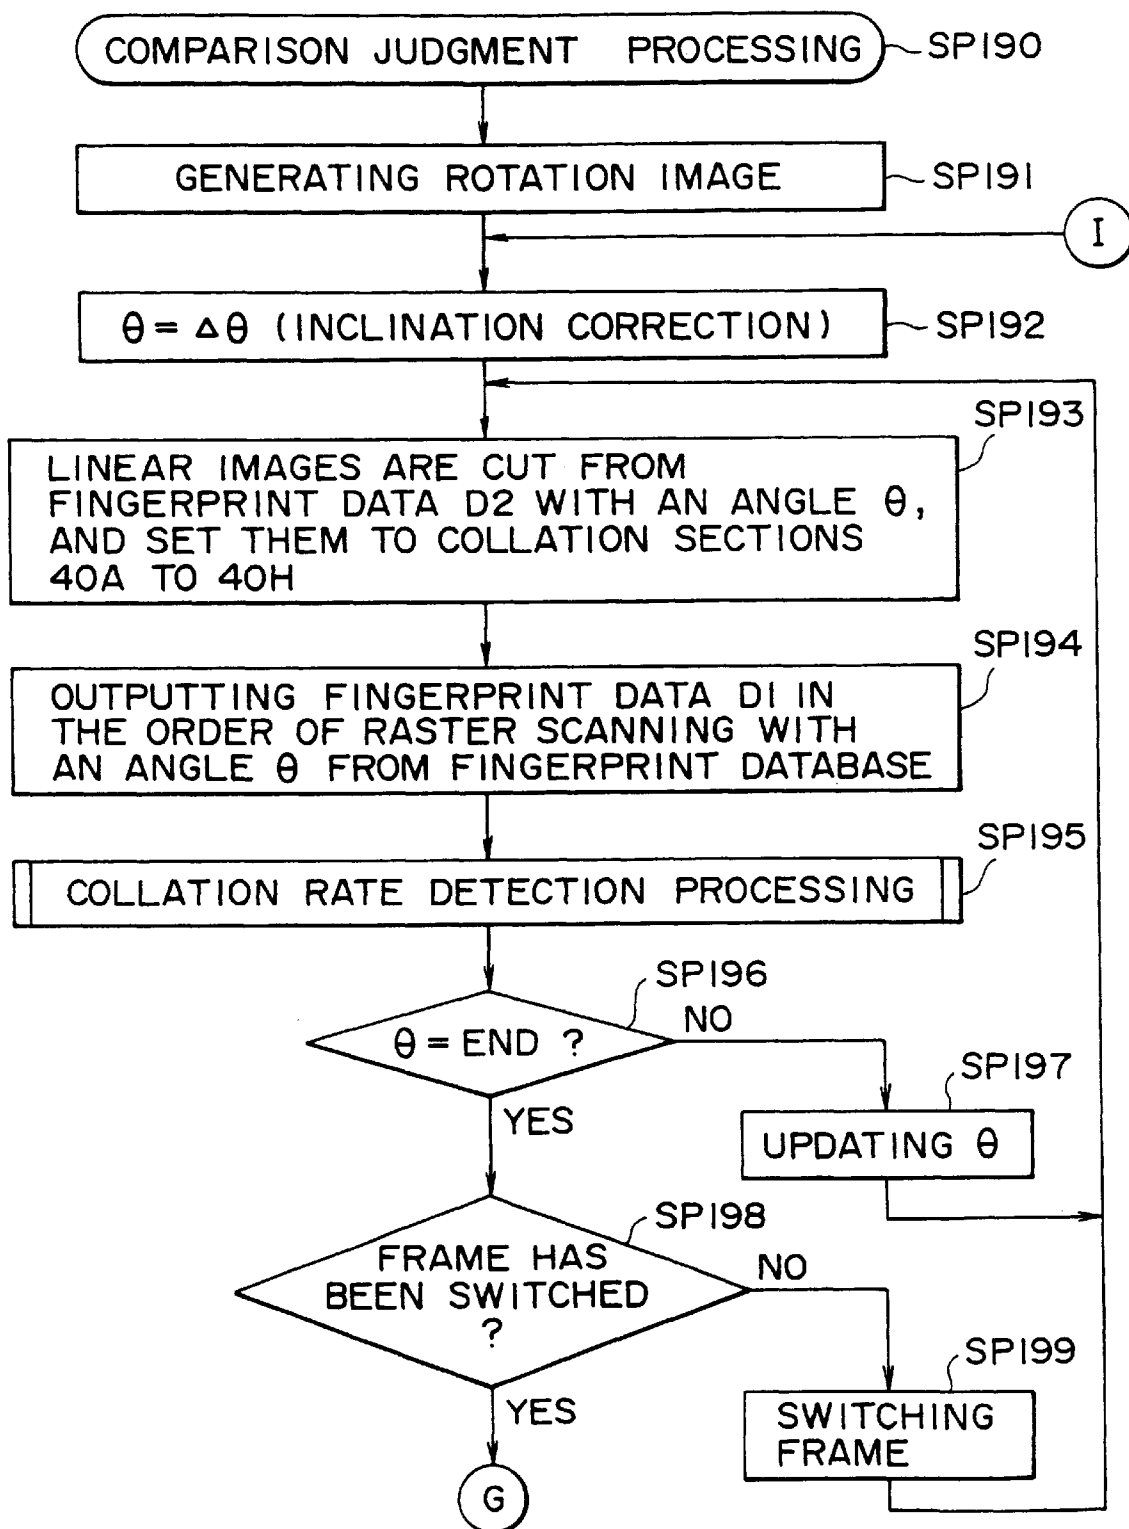 COMPARISON JUDGMENT PROCESSING
SP190
GENERATING ROTATION IMAGE
SP191
I
θ = Δθ (INCLINATION CORRECTION)
SP192
SP193
LINEAR IMAGES ARE CUT FROM
FINGERPRINT DATA D2 WITH AN ANGLE θ,
AND SET THEM TO COLLATION SECTIONS
40A TO 40H
SP194
OUTPUTTING FINGERPRINT DATA D1 IN
THE ORDER OF RASTER SCANNING WITH
AN ANGLE θ FROM FINGERPRINT DATABASE
SP195
COLLATION RATE DETECTION PROCESSING
SP196
θ = END ?
NO
YES
SP197
UPDATING θ
SP198
FRAME HAS
BEEN SWITCHED
?
NO
YES
SP199
SWITCHING
FRAME
G